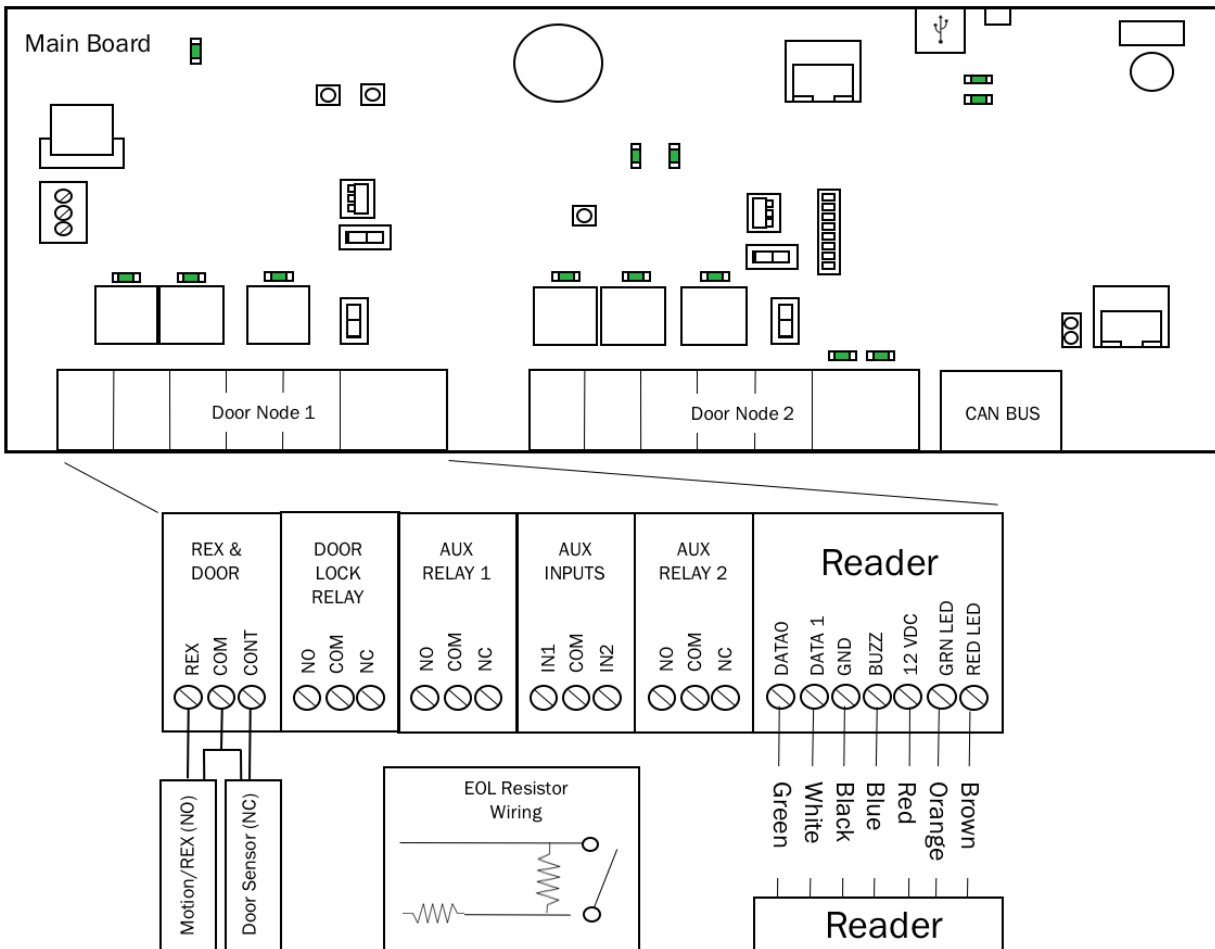 Main Board
Door Node 1
Door Node 2
CAN BUS
REX &
DOOR
DOOR
LOCK
RELAY
AUX
RELAY 1
AUX
INPUTS
AUX
RELAY 2
Reader
REX
COM
CONT
NO
COM
NC
NO
COM
NC
IN1
COM
IN2
NO
COM
NC
DATA0
DATA 1
GND
BUZZ
12 VDC
GRN LED
RED LED
Green
White
Black
Blue
Red
Orange
Brown
Motion/REX (NO)
Door Sensor (NC)
EOL Resistor
Wiring
Reader